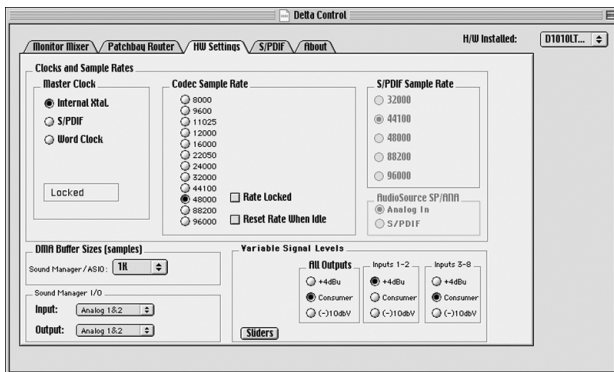 Delta Control
H/W Installed: D1010LT...
Monitor Mixer Patchbay Router HW Settings S/PDIF About
Clocks and Sample Rates
Master Clock
Internal Xtal
S/PDIF
Word Clock
Locked
Codec Sample Rate
8000
9600
11025
12000
16000
22050
24000
32000
44100
48000
88200
96000
Rate Locked
Reset Rate When Idle
S/PDIF Sample Rate
32000
44100
48000
88200
96000
AudioSource SP/AMA
Analog In
S/PDIF
DMA Buffer Sizes (samples)
Sound Manager/ASIO: 1K
Sound Manager I/O
Input: Analog 1&2
Output: Analog 1&2
Variable Signal Levels
All Outputs
+4dBu
Consumer
(-)10dbV
Inputs 1-2
+4dBu
Consumer
(-)10dbV
Inputs 3-8
+4dBu
Consumer
(-)10dbV
Sliders